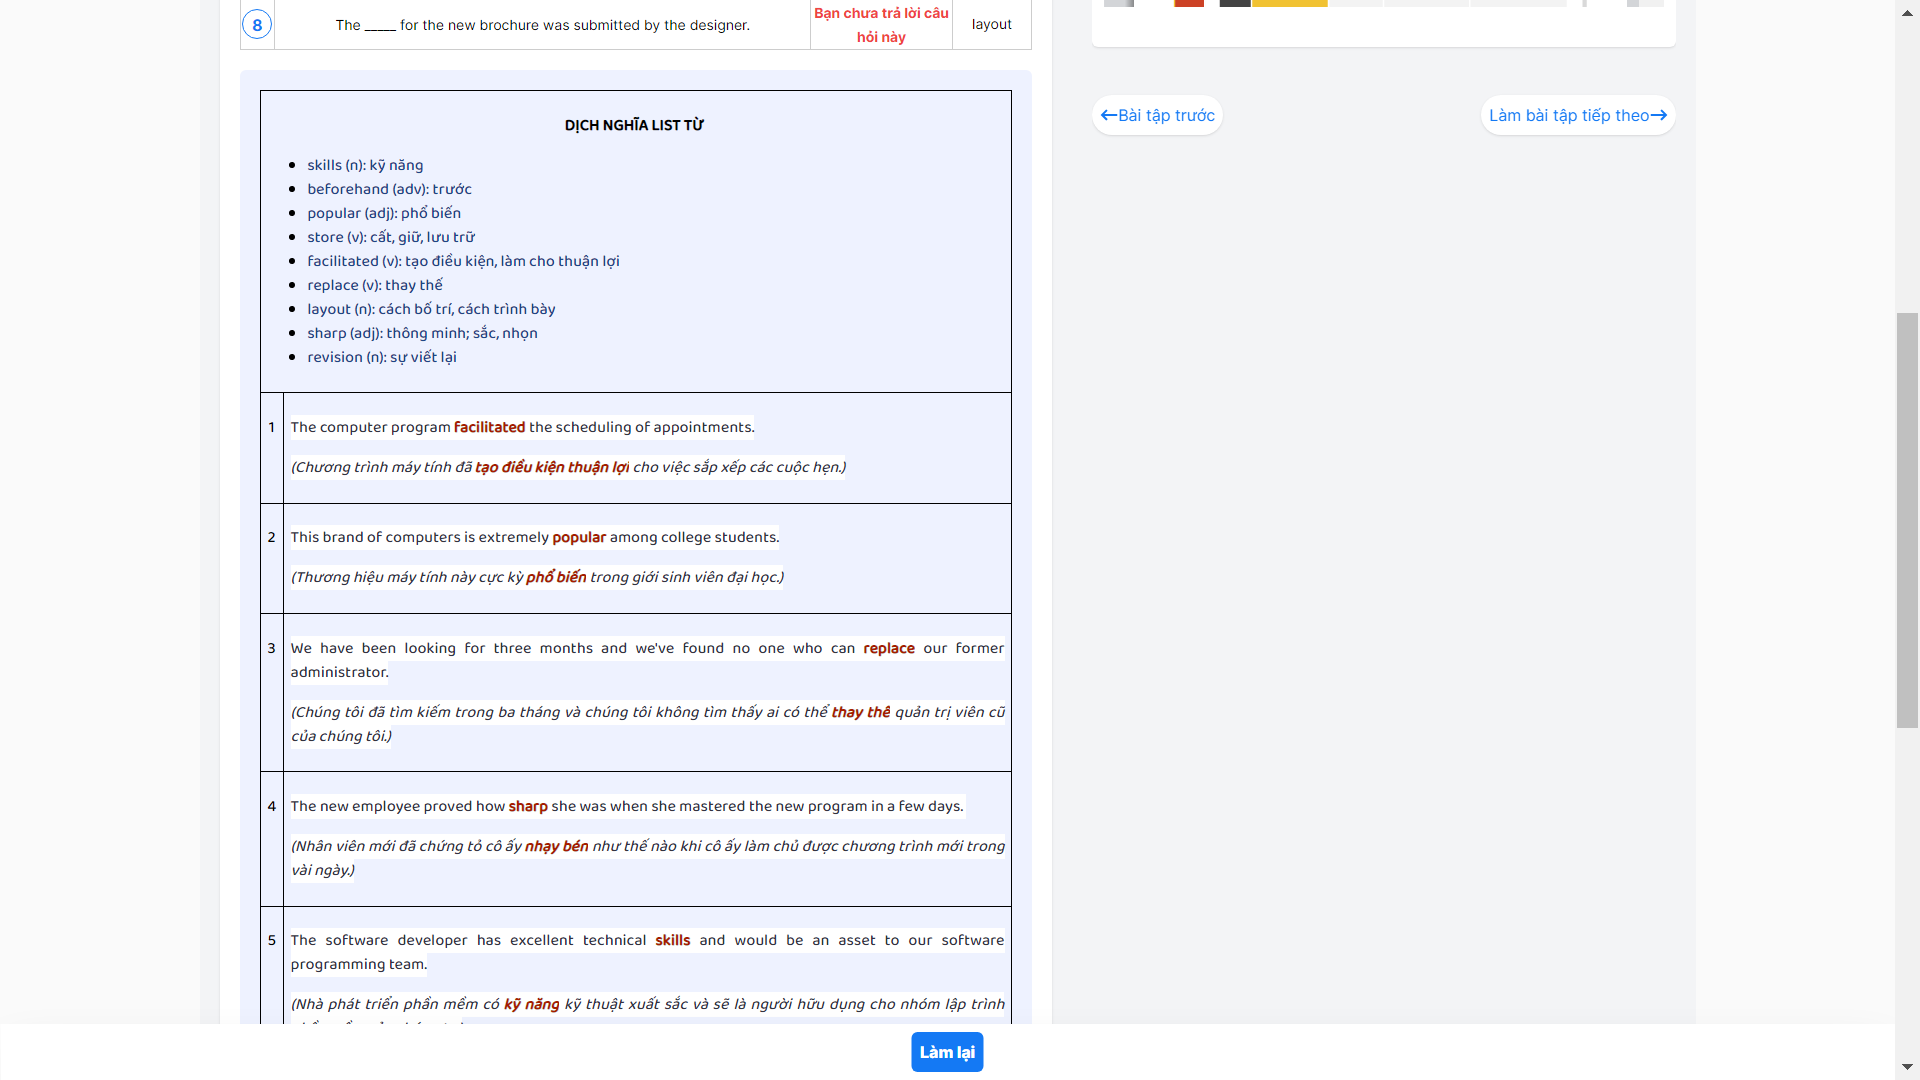 8
The _____ for the new brochure was submitted by the designer.
Bạn chưa trả lời câu
hỏi này
layout
←Bài tập trước
Làm bài tập tiếp theo→
DỊCH NGHĨA LIST TỪ
skills (n): kỹ năng
beforehand (adv): trước
popular (adj): phổ biến
store (v): cất, giữ, lưu trữ
facilitated (v): tạo điều kiện, làm cho thuận lợi
replace (v): thay thế
layout (n): cách bố trí, cách trình bày
sharp (adj): thông minh; sắc, nhọn
revision (n): sự viết lại
1
The computer program facilitated the scheduling of appointments.
(Chương trình máy tính đã tạo điều kiện thuận lợi cho việc sắp xếp các cuộc hẹn.)
2
This brand of computers is extremely popular among college students.
(Thương hiệu máy tính này cực kỳ phổ biến trong giới sinh viên đại học.)
3
We have been looking for three months and we've found no one who can replace our former
administrator.
(Chúng tôi đã tìm kiếm trong ba tháng và chúng tôi không tìm thấy ai có thể thay thế quản trị viên cũ
của chúng tôi.)
4
The new employee proved how sharp she was when she mastered the new program in a few days.
(Nhân viên mới đã chứng tỏ cô ấy nhạy bén như thế nào khi cô ấy làm chủ được chương trình mới trong
vài ngày.)
5
The software developer has excellent technical skills and would be an asset to our software
programming team.
(Nhà phát triển phần mềm có kỹ năng kỹ thuật xuất sắc và sẽ là người hữu dụng cho nhóm lập trình
Làm lại